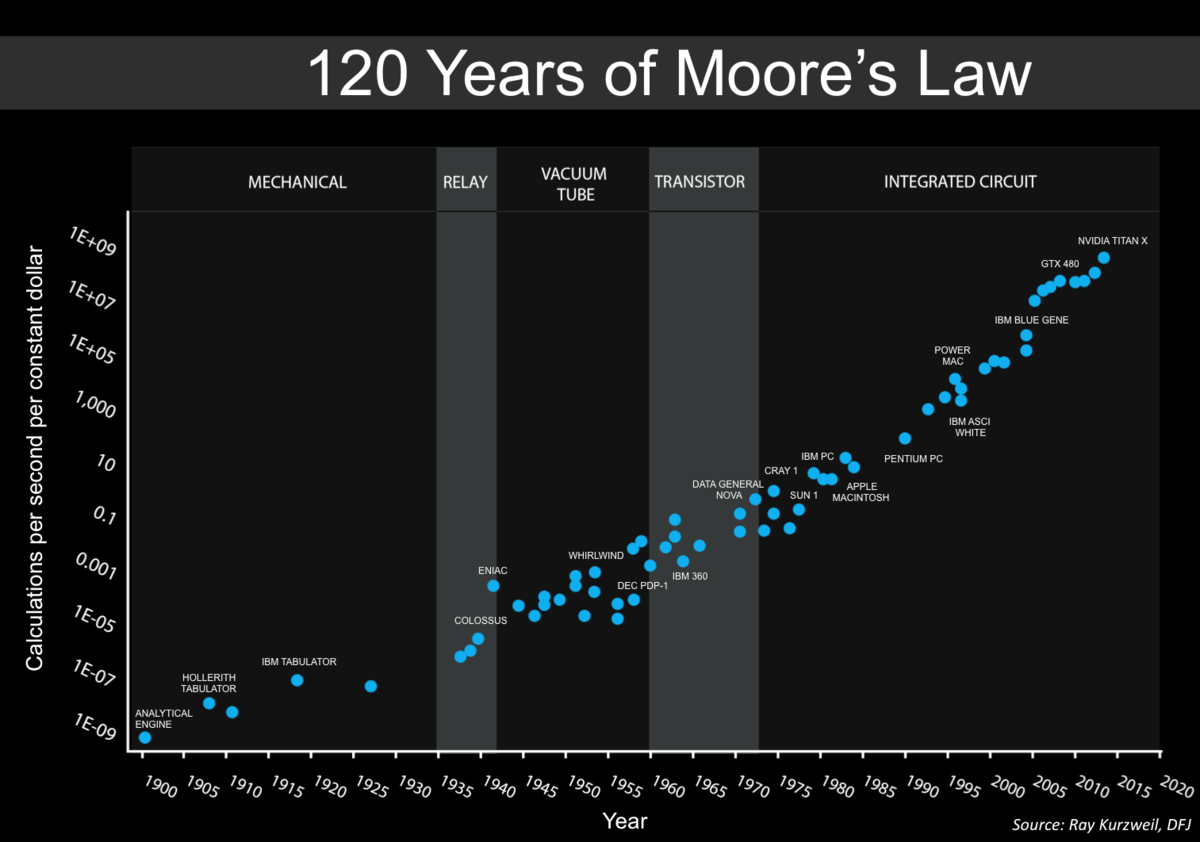 120 Years of Moore’s Law
MECHANICAL
RELAY
VACUUM
TUBE
TRANSISTOR
INTEGRATED CIRCUIT
Calculations per second per constant dollar
1E+09
1E+07
1E+05
1,000
10
0.1
0.001
1E-05
1E-07
1E-09
ANALYTICAL
ENGINE
HOLLERITH
TABULATOR
IBM TABULATOR
COLOSSUS
ENIAC
WHIRLWIND
DEC PDP-1
IBM 360
DATA GENERAL
NOVA
CRAY 1
SUN 1
IBM PC
APPLE
MACINTOSH
PENTIUM PC
POWER
MAC
IBM ASCI
WHITE
IBM BLUE GENE
GTX 480
NVIDIA TITAN X
1900
1905
1910
1915
1920
1925
1930
1935
1940
1945
1950
1955
1960
1965
1970
1975
1980
1985
1990
1995
2000
2005
2010
2015
2020
Year
Source: Ray Kurzweil, DFJ